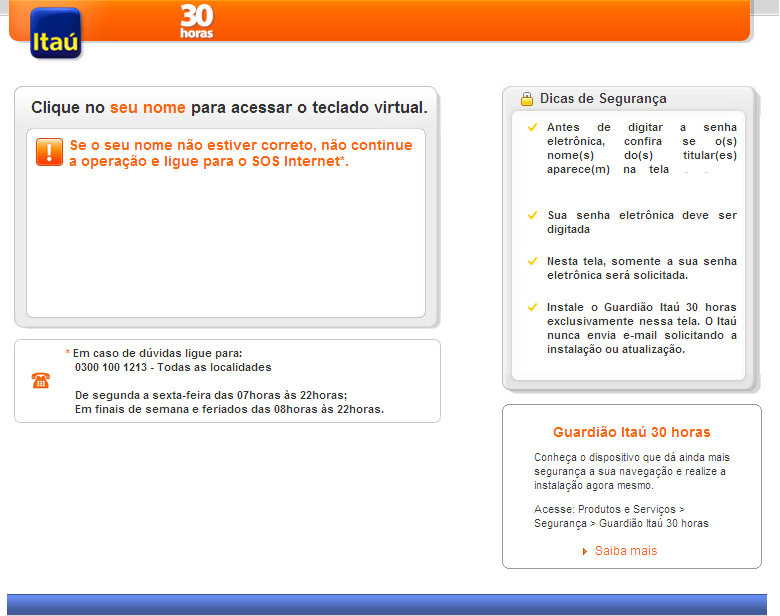 Itaú
30
horas
Clique no seu nome para acessar o teclado virtual.
Se o seu nome não estiver correto, não continue
a operação e ligue para o SOS Internet*.
* Em caso de dúvidas ligue para:
0300 100 1213 - Todas as localidades
De segunda a sexta-feira das 07horas às 22horas;
Em finais de semana e feriados das 08horas às 22horas.
Dicas de Segurança
Antes de digitar a senha
eletrônica, confira se o(s)
nome(s) do(s) titular(es)
aparece(m) na tela
Sua senha eletrônica deve ser
digitada
Nesta tela, somente a sua senha
eletrônica será solicitada.
Instale o Guardião Itaú 30 horas
exclusivamente nessa tela. O Itaú
nunca envia e-mail solicitando a
instalação ou atualização.
Guardião Itaú 30 horas
Conheça o dispositivo que dá ainda mais
segurança a sua navegação e realize a
instalação agora mesmo.
Acesse: Produtos e Serviços >
Segurança > Guardião Itaú 30 horas
Saiba mais